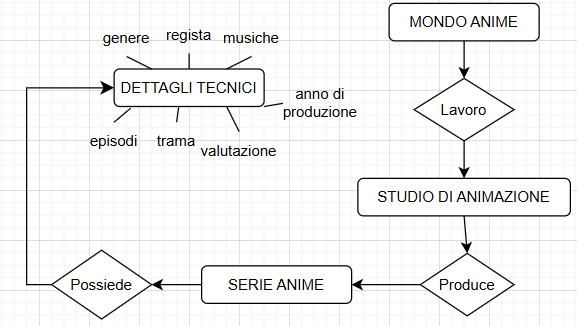 MONDO ANIME
genere
regista
musiche
DETTAGLI TECNICI
anno di
produzione
Lavoro
episodi
trama
valutazione
STUDIO DI ANIMAZIONE
Possiede
SERIE ANIME
Produce